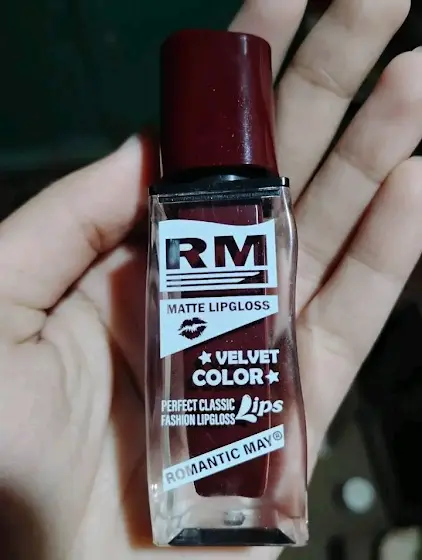 RM
MATTE LIPGLOSS
VELVET
COLOR
PERFECT CLASSIC
FASHION LIPGLOSS
Lips
ROMANTIC MAY®